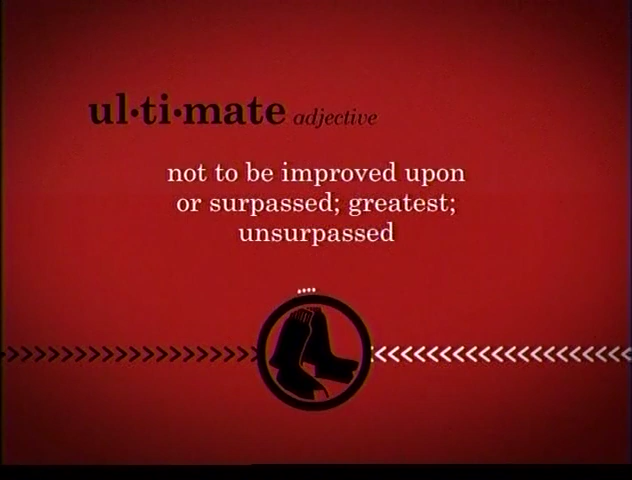 ul·ti·mate adjective
not to be improved upon
or surpassed; greatest;
unsurpassed